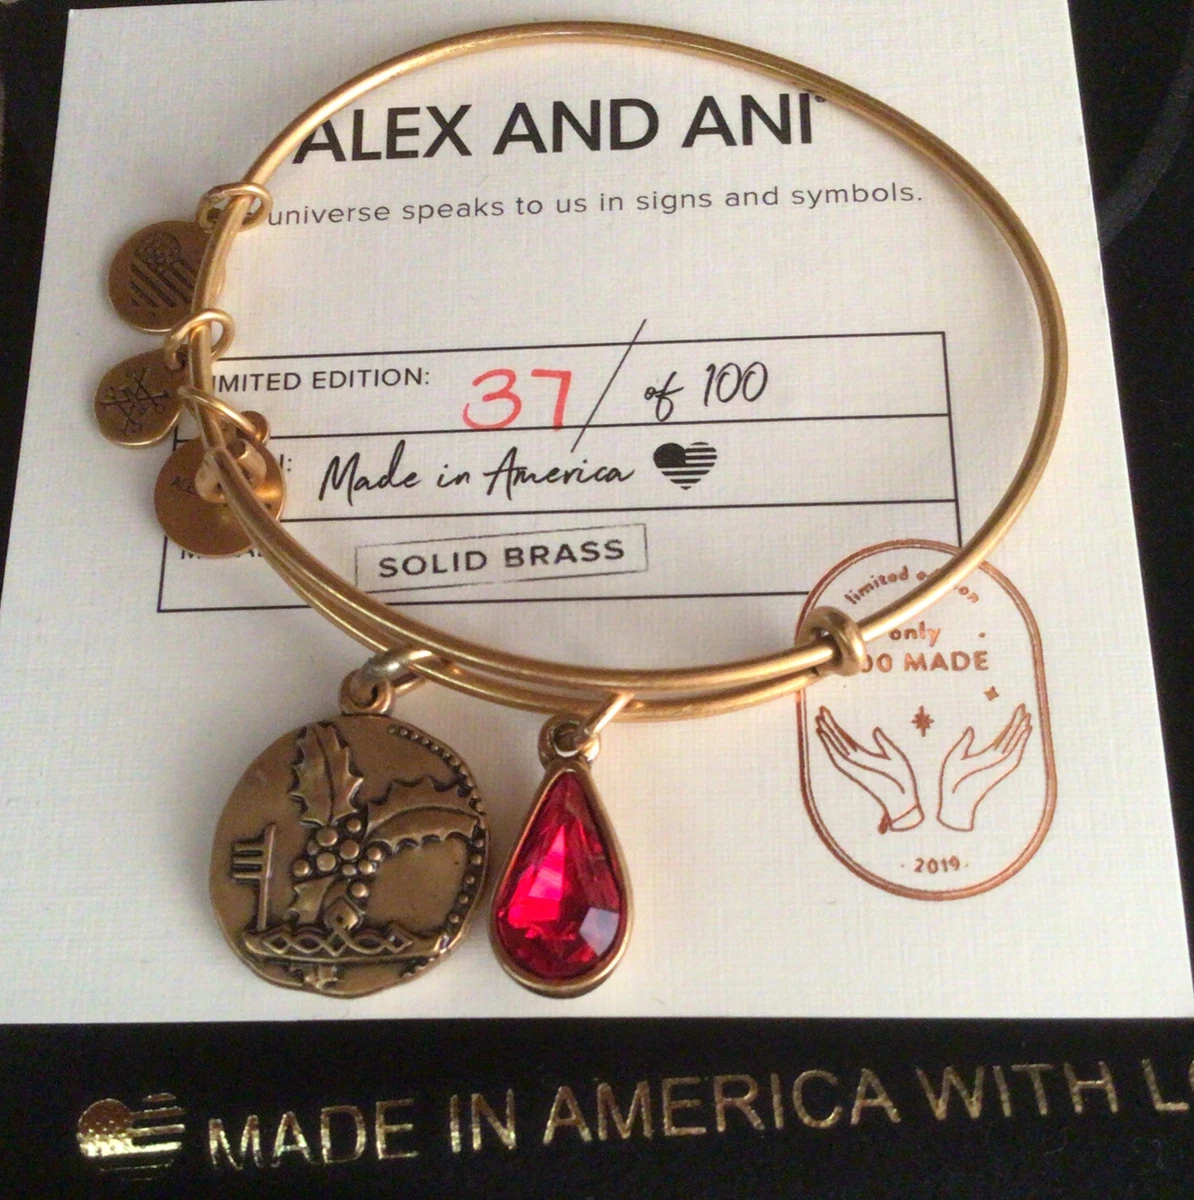 ALEX AND ANI
universe speaks to us in signs and symbols.
IMITED EDITION: 37 / of 100
Made in America
SOLID BRASS
limited
only
00 MADE
· 2019 ·
MADE IN AMERICA WITH L